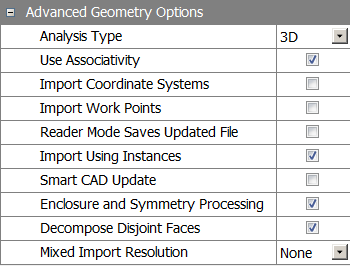 Advanced Geometry Options
Analysis Type 3D
Use Associativity
Import Coordinate Systems
Import Work Points
Reader Mode Saves Updated File
Import Using Instances
Smart CAD Update
Enclosure and Symmetry Processing
Decompose Disjoint Faces
Mixed Import Resolution None